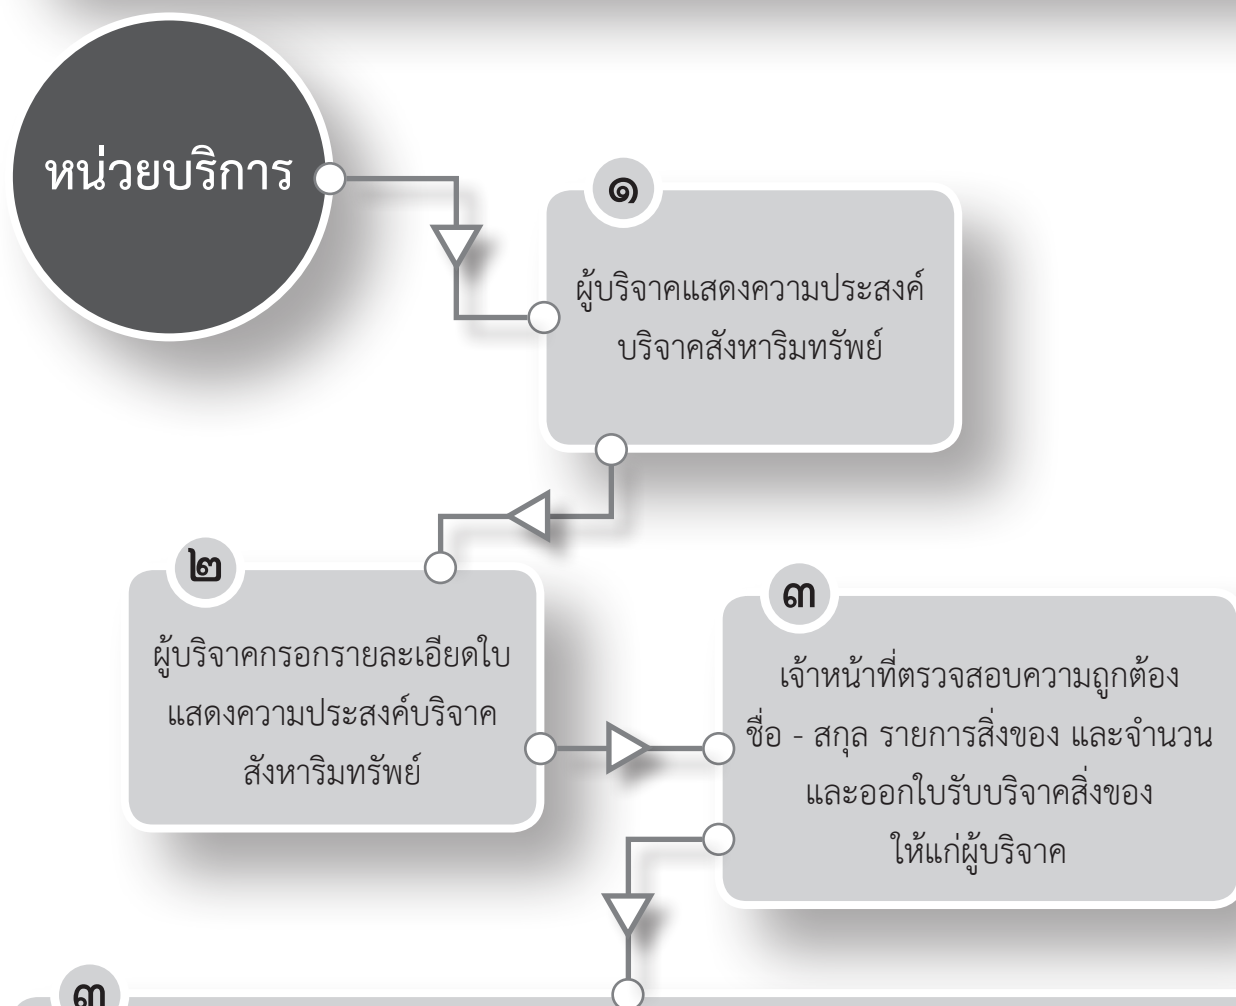 หน่วยบริการ
๑
ผู้บริจาคแสดงความประสงค์
บริจาคสังหาริมทรัพย์
๒
ผู้บริจาคกรอกรายละเอียดใบ
แสดงความประสงค์บริจาค
สังหาริมทรัพย์
๓
เจ้าหน้าที่ตรวจสอบความถูกต้อง
ชื่อ - สกุล รายการสิ่งของ และจำนวน
และออกใบรับบริจาคสิ่งของ
ให้แก่ผู้บริจาค
๓